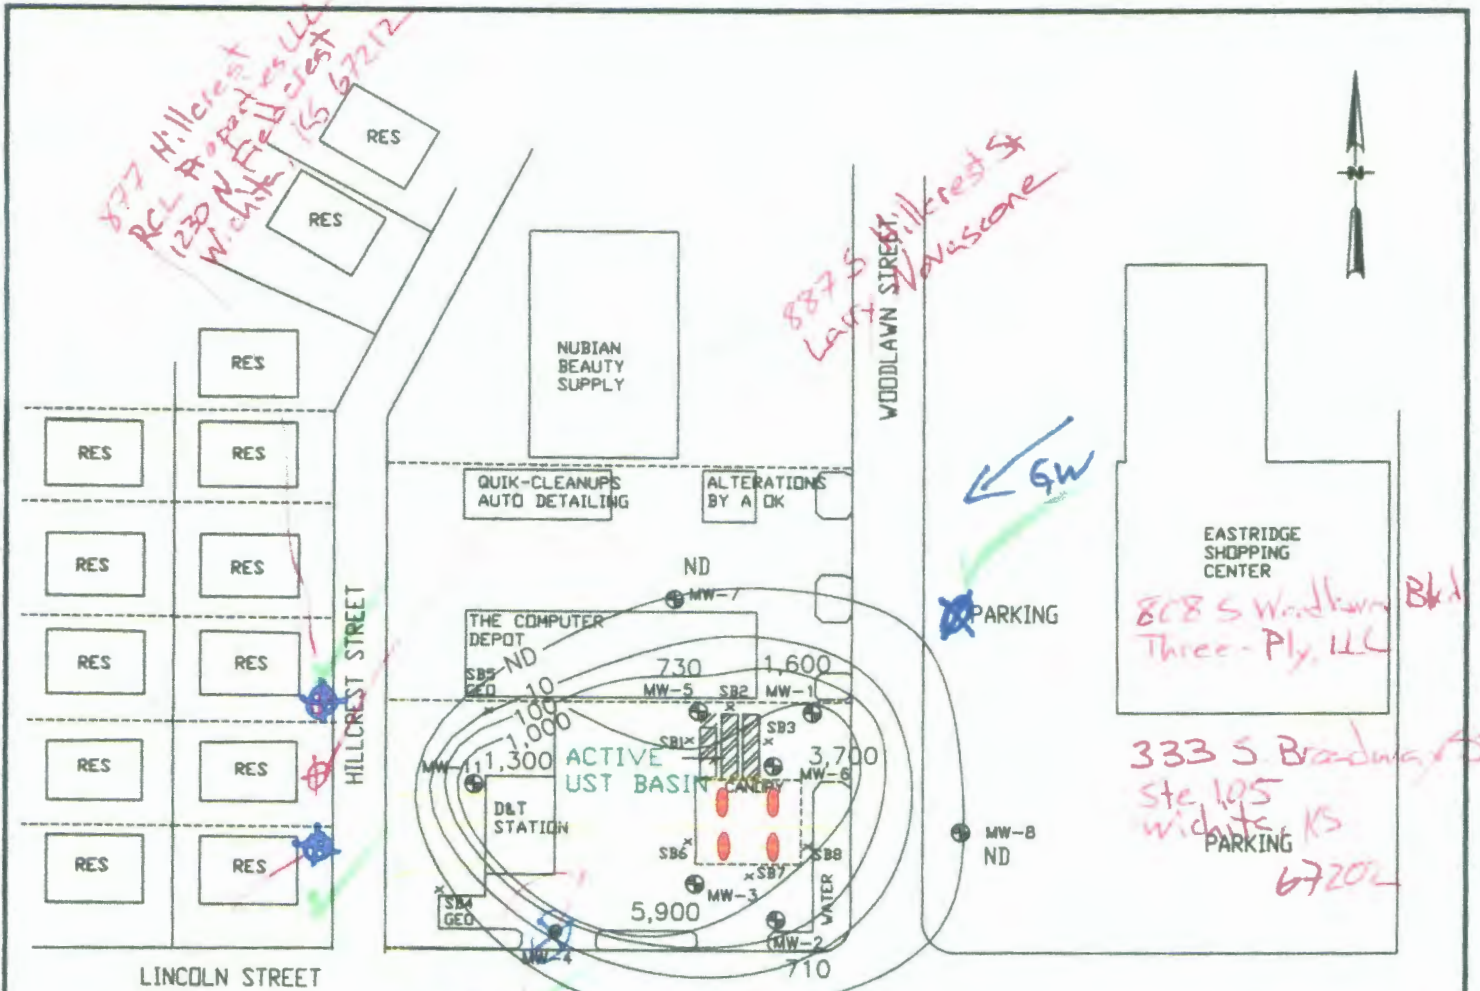 877 Hillcrest
RCL Properties LLC
1230 N Fieldcrest
Wichita, KS 67212
RES
RES
N
887 S Hillcrest St
Larry Novascone
WOODLAWN STREET
NUBIAN
BEAUTY
SUPPLY
RES
RES
RES
QUIK-CLEANUPS
AUTO DETAILING
ALTERATIONS
BY A OK
GW
EASTRIDGE
SHOPPING
CENTER
RES
RES
ND
MW-7
PARKING
808 S Woodlawn Blvd
Three-Ply, LLC
HILLCREST STREET
THE COMPUTER
DEPOT
ND
SB5
GEO
730
1,600
RES
RES
MW-5
SB2
MW-1
10
100
1,000
SB1
SB3
RES
RES
MW-11
1,300
ACTIVE
UST BASIN
3,700
MW-6
CANOPY
333 S Broadway St
Ste 105
Wichita, KS
67202
D&T
STATION
MW-8
ND
PARKING
SB6
SB8
SB7
RES
RES
SB4
GEO
MW-3
5,900
WATER
MW-4
MW-2
710
LINCOLN STREET